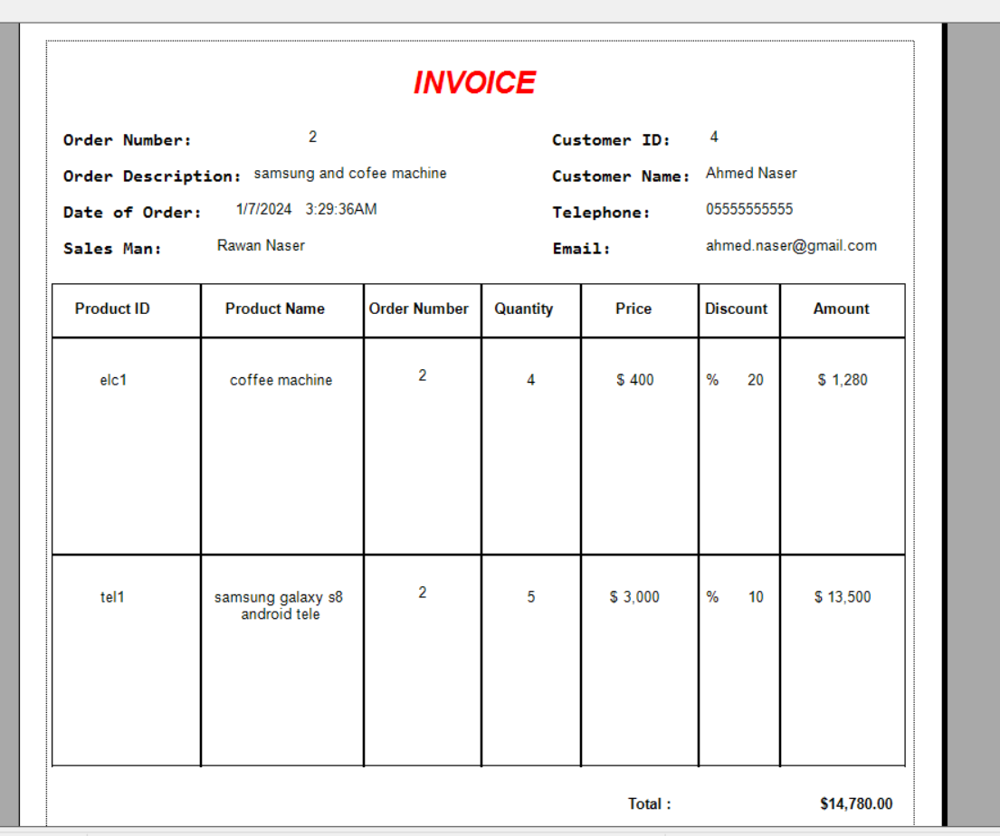 INVOICE
Order Number: 2 Customer ID: 4
Order Description: samsung and cofee machine Customer Name: Ahmed Naser
Date of Order: 1/7/2024 3:29:36AM Telephone: 05555555555
Sales Man: Rawan Naser Email: ahmed.naser@gmail.com
Product ID Product Name Order Number Quantity Price Discount Amount
elc1 coffee machine 2 4 $ 400 % 20 $ 1,280
tel1 samsung galaxy s8 2 5 $ 3,000 % 10 $ 13,500
android tele
Total : $14,780.00